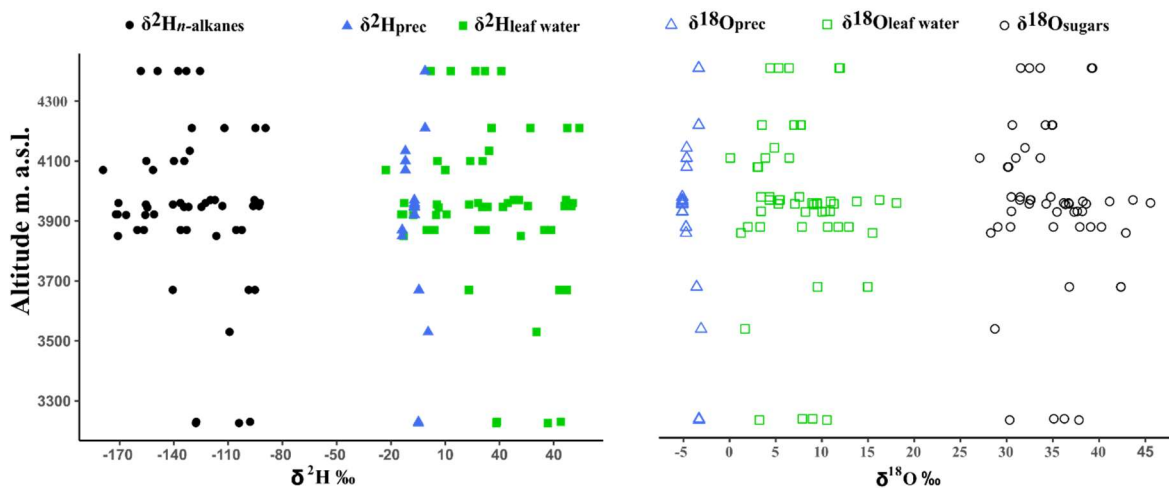 δ²Hn-alkanes δ²Hprec δ²Hleaf water δ¹⁸Oprec δ¹⁸Oleaf water δ¹⁸Osugars
Altitude m. a.s.l.
4300
4100
3900
3700
3500
3300
-170 -140 -110 -80 -50 -20 10 40 40
-5 0 5 10 15 20 25 30 35 40 45
δ²H ‰ δ¹⁸O ‰